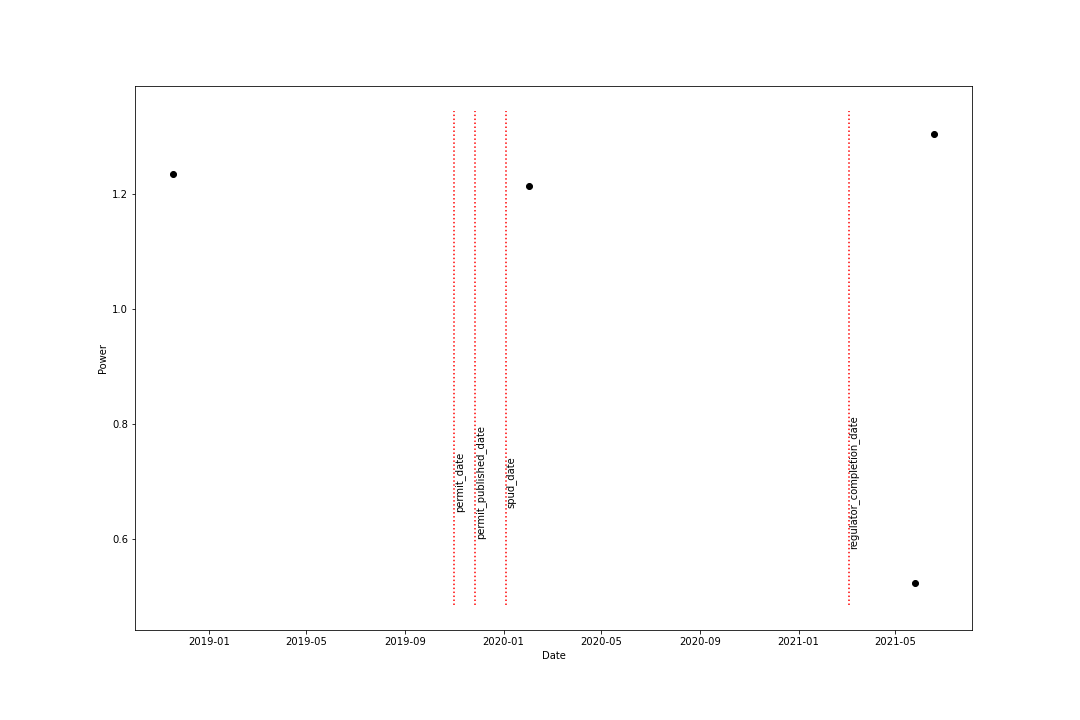 1.2
1.0
0.8
0.6
Power
permit_date
permit_published_date
spud_date
regulator_completion_date
2019-01
2019-05
2019-09
2020-01
2020-05
2020-09
2021-01
2021-05
Date